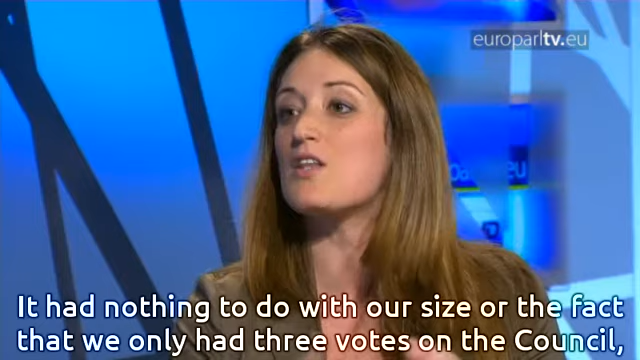 europarltv.eu
It had nothing to do with our size or the fact
that we only had three votes on the Council,